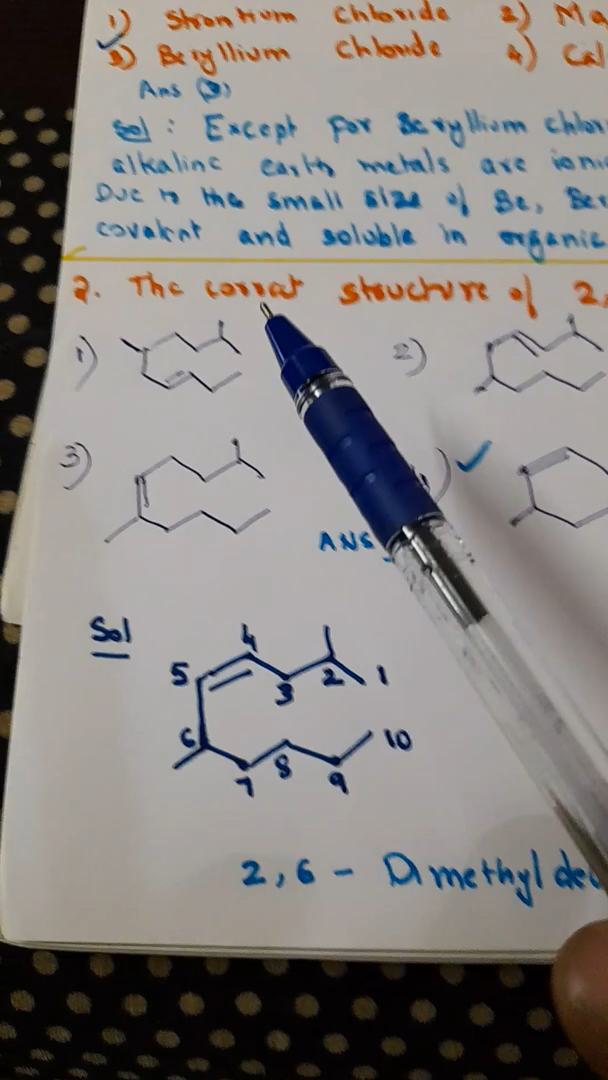 1) Strontium Chloride 2) Ma
3) Beryllium Chloride 4) Cal
Ans (3)
Sol : Except for Beryllium chlor
alkaline earth metals are ioni
Due to the small size of Be, Be
covalent and soluble in organic
2. The correct structure of 2,
1) 2)
3)
ANS
Sol
4
5 2 1
3
6 10
8
7 9
2,6 - Dimethyl dec